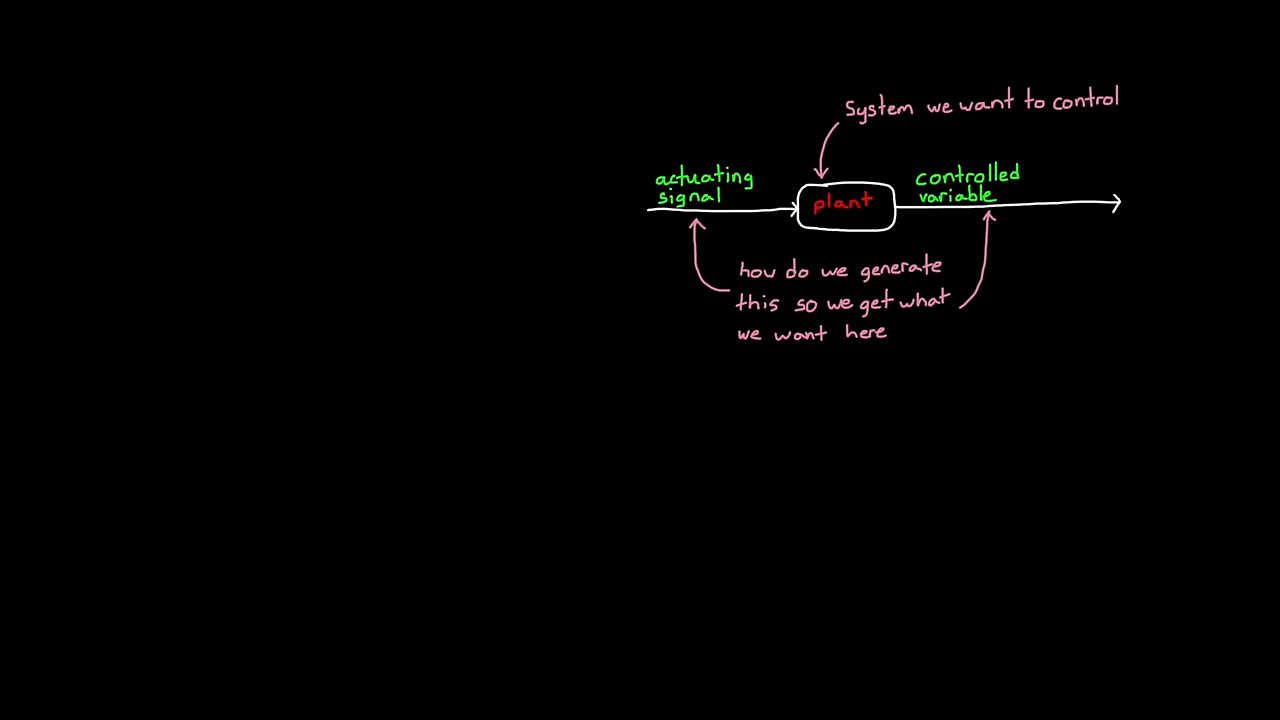 System we want to control
actuating
signal
plant
controlled
variable
how do we generate
this so we get what
we want here